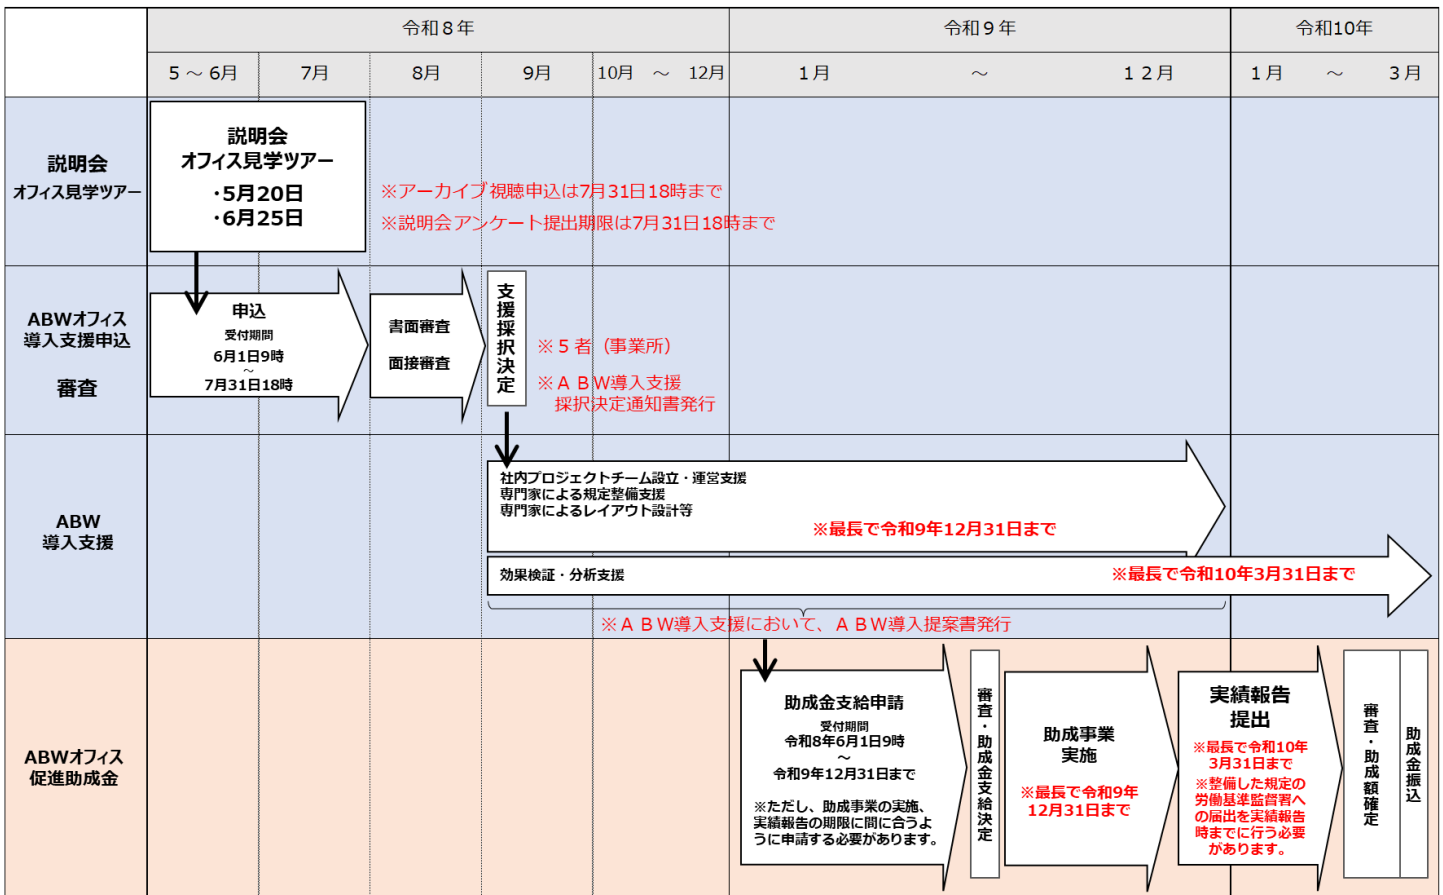 令和８年
令和９年
令和10年
5 ～ 6月
7月
8月
9月
10月 ～ 12月
１月 ～ １２月
１月 ～ ３月
説明会
オフィス見学ツアー
説明会
オフィス見学ツアー
・5月20日
・6月25日
※アーカイブ視聴申込は7月31日18時まで
※説明会アンケート提出期限は7月31日18時まで
ABWオフィス
導入支援申込
審査
申込
受付期間
6月1日9時
～
7月31日18時
書面審査
面接審査
支援採択決定
※５者（事業所）
※ＡＢＷ導入支援
採択決定通知書発行
ABW
導入支援
社内プロジェクトチーム設立・運営支援
専門家による規定整備支援
専門家によるレイアウト設計等
※最長で令和9年12月31日まで
効果検証・分析支援
※最長で令和10年3月31日まで
※ＡＢＷ導入支援において、ＡＢＷ導入提案書発行
ABWオフィス
促進助成金
助成金支給申請
受付期間
令和8年6月1日9時
～
令和9年12月31日まで
※ただし、助成事業の実施、
実績報告の期限に間に合うよ
うに申請する必要があります。
審査・助成金支給決定
助成事業
実施
※最長で令和9年
12月31日まで
実績報告
提出
※最長で令和10年
3月31日まで
※整備した規定の
労働基準監督署へ
の届出を実績報告
時までに行う必要
があります。
審査・助成額確定
助成金振込